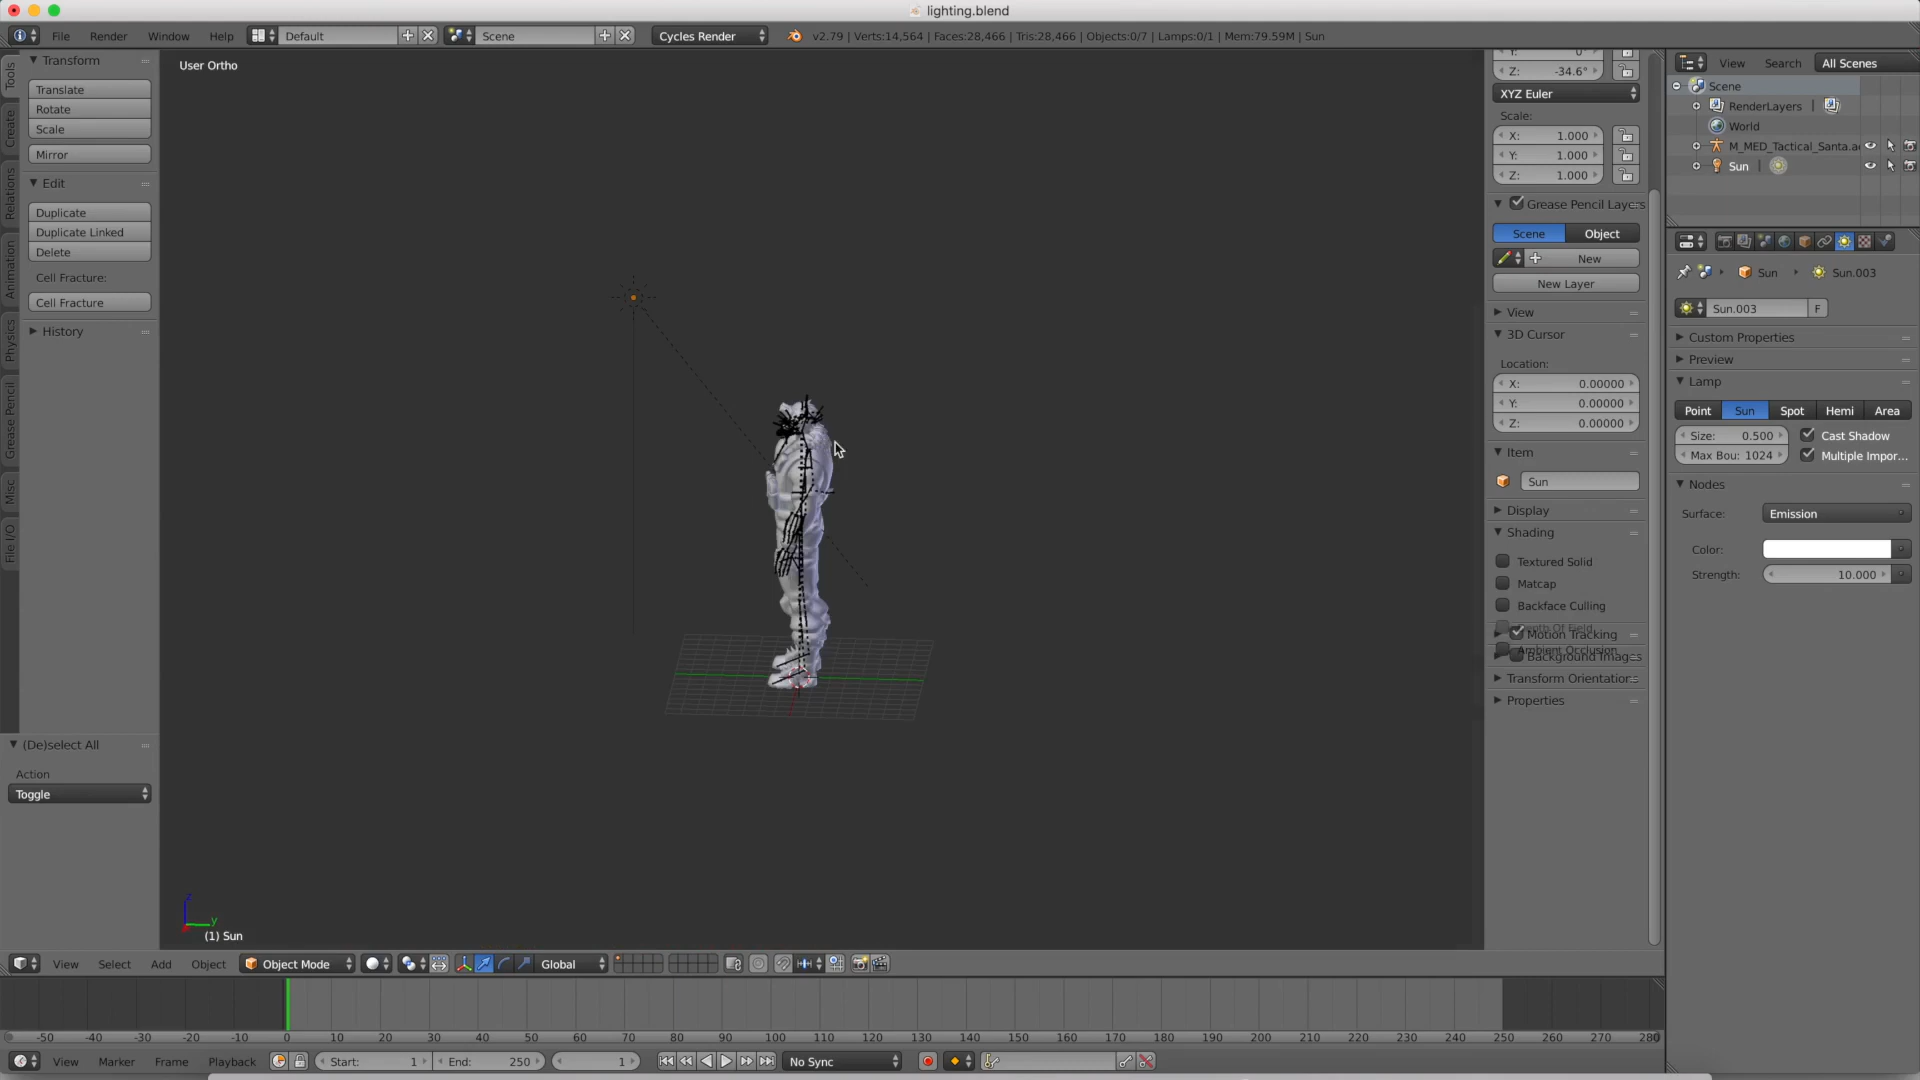 lighting.blend
File Render Window Help Default Scene Cycles Render v2.79 | Verts:14,564 | Faces:28,466 | Tris:28,466 | Objects:0/7 | Lamps:0/1 | Mem:79.59M | Sun
Tools
Create
Relations
Animation
Physics
Grease Pencil
Misc
File I/O
Transform
Translate
Rotate
Scale
Mirror
Edit
Duplicate
Duplicate Linked
Delete
Cell Fracture:
Cell Fracture
History
(De)select All
Action
Toggle
User Ortho
z
y
(1) Sun
Y: 0°
Z: -34.6°
XYZ Euler
Scale:
X: 1.000
Y: 1.000
Z: 1.000
Grease Pencil Layers
Scene Object
New
New Layer
View
3D Cursor
Location:
X: 0.00000
Y: 0.00000
Z: 0.00000
Item
Sun
Display
Shading
Textured Solid
Matcap
Backface Culling
Depth Of Field
Motion Tracking
Ambient Occlusion
Background Images
Transform Orientation
Properties
View Search All Scenes
Scene
RenderLayers |
World
M_MED_Tactical_Santa.a
Sun |
Sun Sun.003
Sun.003 F
Custom Properties
Preview
Lamp
Point Sun Spot Hemi Area
Size: 0.500 Cast Shadow
Max Bou: 1024 Multiple Impor...
Nodes
Surface: Emission
Color:
Strength: 10.000
View Select Add Object Object Mode Global
-50 -40 -30 -20 -10 0 10 20 30 40 50 60 70 80 90 100 110 120 130 140 150 160 170 180 190 200 210 220 230 240 250 260 270 280
View Marker Frame Playback Start: 1 End: 250 1 No Sync